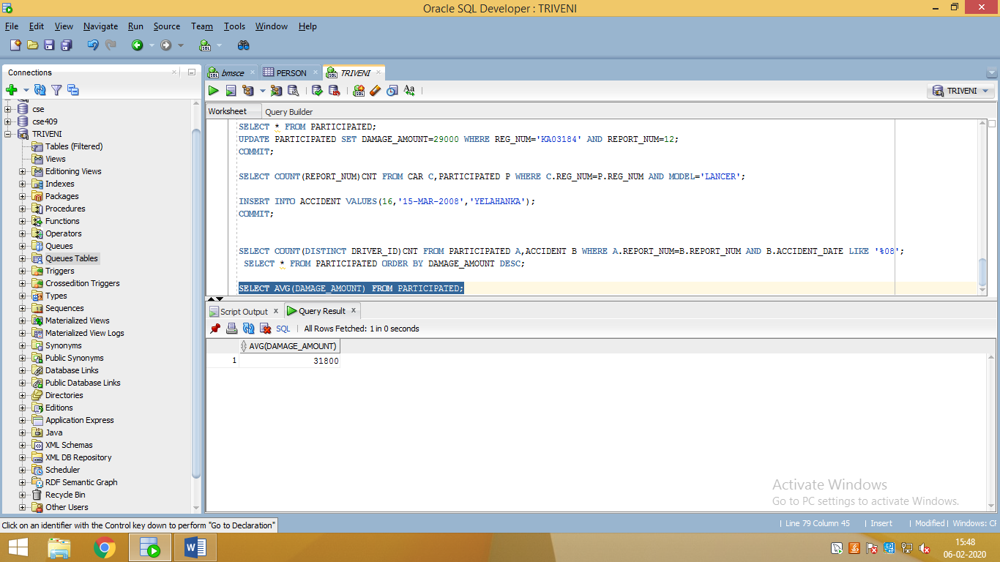 Oracle SQL Developer : TRIVENI
File Edit View Navigate Run Source Team Tools Window Help
Connections
bmsce
PERSON
TRIVENI
TRIVENI
Worksheet Query Builder
cse
cse409
TRIVENI
Tables (Filtered)
Views
Editioning Views
Indexes
Packages
Procedures
Functions
Operators
Queues
Queues Tables
Triggers
Crossedition Triggers
Types
Sequences
Materialized Views
Materialized View Logs
Synonyms
Public Synonyms
Database Links
Public Database Links
Directories
Editions
Application Express
Java
XML Schemas
XML DB Repository
Scheduler
RDF Semantic Graph
Recycle Bin
Other Users
SELECT * FROM PARTICIPATED;
UPDATE PARTICIPATED SET DAMAGE_AMOUNT=29000 WHERE REG_NUM='KA03184' AND REPORT_NUM=12;
COMMIT;
SELECT COUNT(REPORT_NUM)CNT FROM CAR C,PARTICIPATED P WHERE C.REG_NUM=P.REG_NUM AND MODEL='LANCER';
INSERT INTO ACCIDENT VALUES(16,'15-MAR-2008','YELAHANKA');
COMMIT;
SELECT COUNT(DISTINCT DRIVER_ID)CNT FROM PARTICIPATED A,ACCIDENT B WHERE A.REPORT_NUM=B.REPORT_NUM AND B.ACCIDENT_DATE LIKE '%08';
SELECT * FROM PARTICIPATED ORDER BY DAMAGE_AMOUNT DESC;
SELECT AVG(DAMAGE_AMOUNT) FROM PARTICIPATED;
Script Output x Query Result x
SQL All Rows Fetched: 1 in 0 seconds
AVG(DAMAGE_AMOUNT)
1 31800
Activate Windows
Go to PC settings to activate Windows.
Click on an identifier with the Control key down to perform "Go to Declaration"
Line 79 Column 45 Insert Modified Windows: CF
15:48
06-02-2020